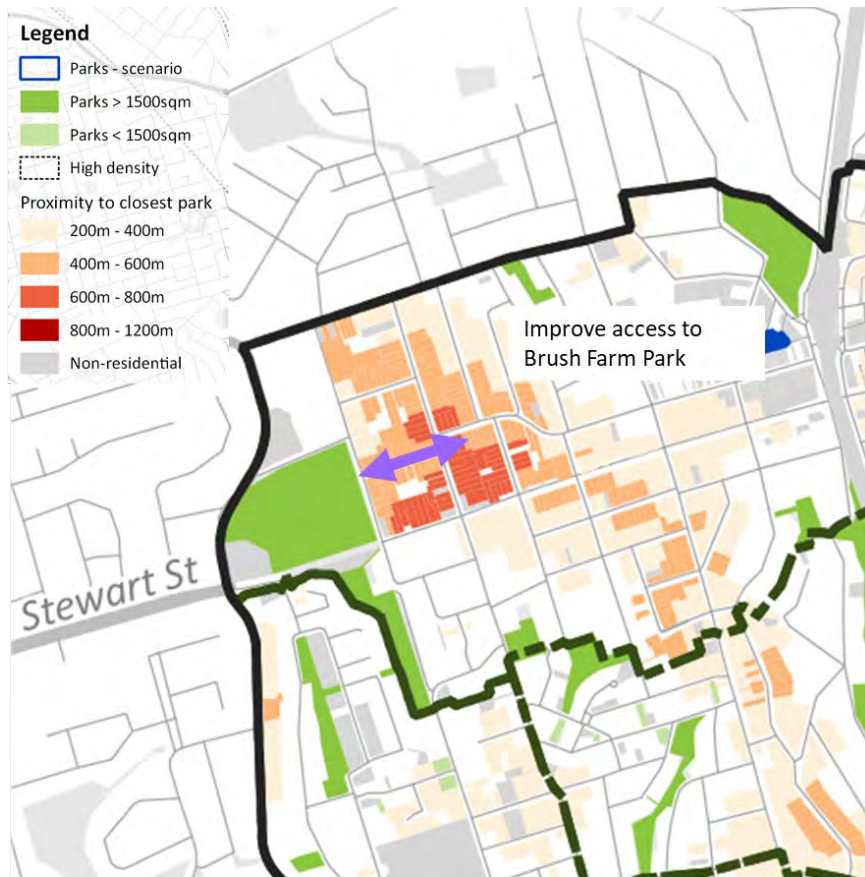 Legend
Parks - scenario
Parks > 1500sqm
Parks < 1500sqm
High density
Proximity to closest park
200m - 400m
400m - 600m
600m - 800m
800m - 1200m
Non-residential
Improve access to
Brush Farm Park
Stewart St